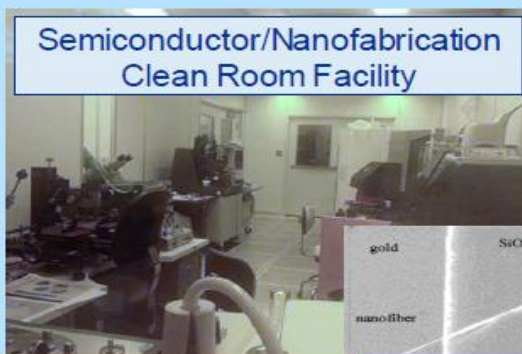 Semiconductor/Nanofabrication
Clean Room Facility
gold
SiO
nanofiber